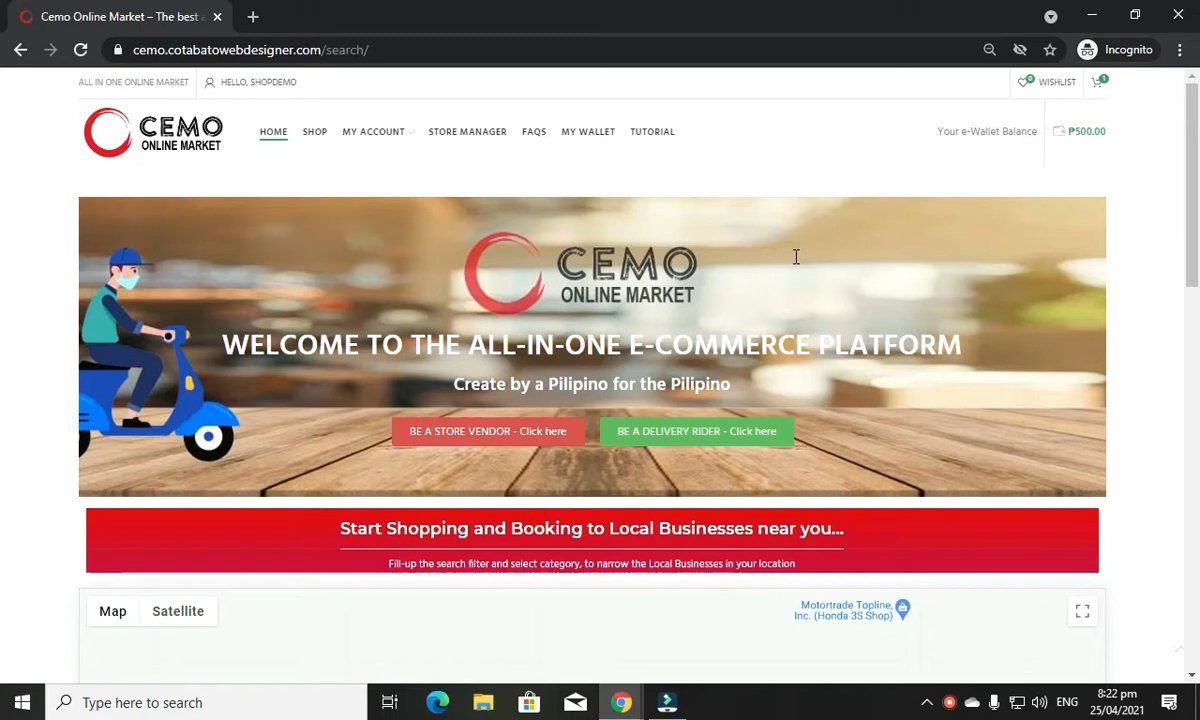 Cemo Online Market – The best a
cemo.cotabatowebdesigner.com/search/
Incognito
ALL IN ONE ONLINE MARKET
HELLO, SHOPDEMO
0
WISHLIST
1
CEMO
ONLINE MARKET
HOME
SHOP
MY ACCOUNT
STORE MANAGER
FAQS
MY WALLET
TUTORIAL
Your e-Wallet Balance
₱500.00
CEMO
ONLINE MARKET
WELCOME TO THE ALL-IN-ONE E-COMMERCE PLATFORM
Create by a Pilipino for the Pilipino
BE A STORE VENDOR - Click here
BE A DELIVERY RIDER - Click here
Start Shopping and Booking to Local Businesses near you...
Fill-up the search filter and select category, to narrow the Local Businesses in your location
Map
Satellite
Motortrade Topline,
Inc. (Honda 3S Shop)
Type here to search
ENG
8:22 pm
25/04/2021